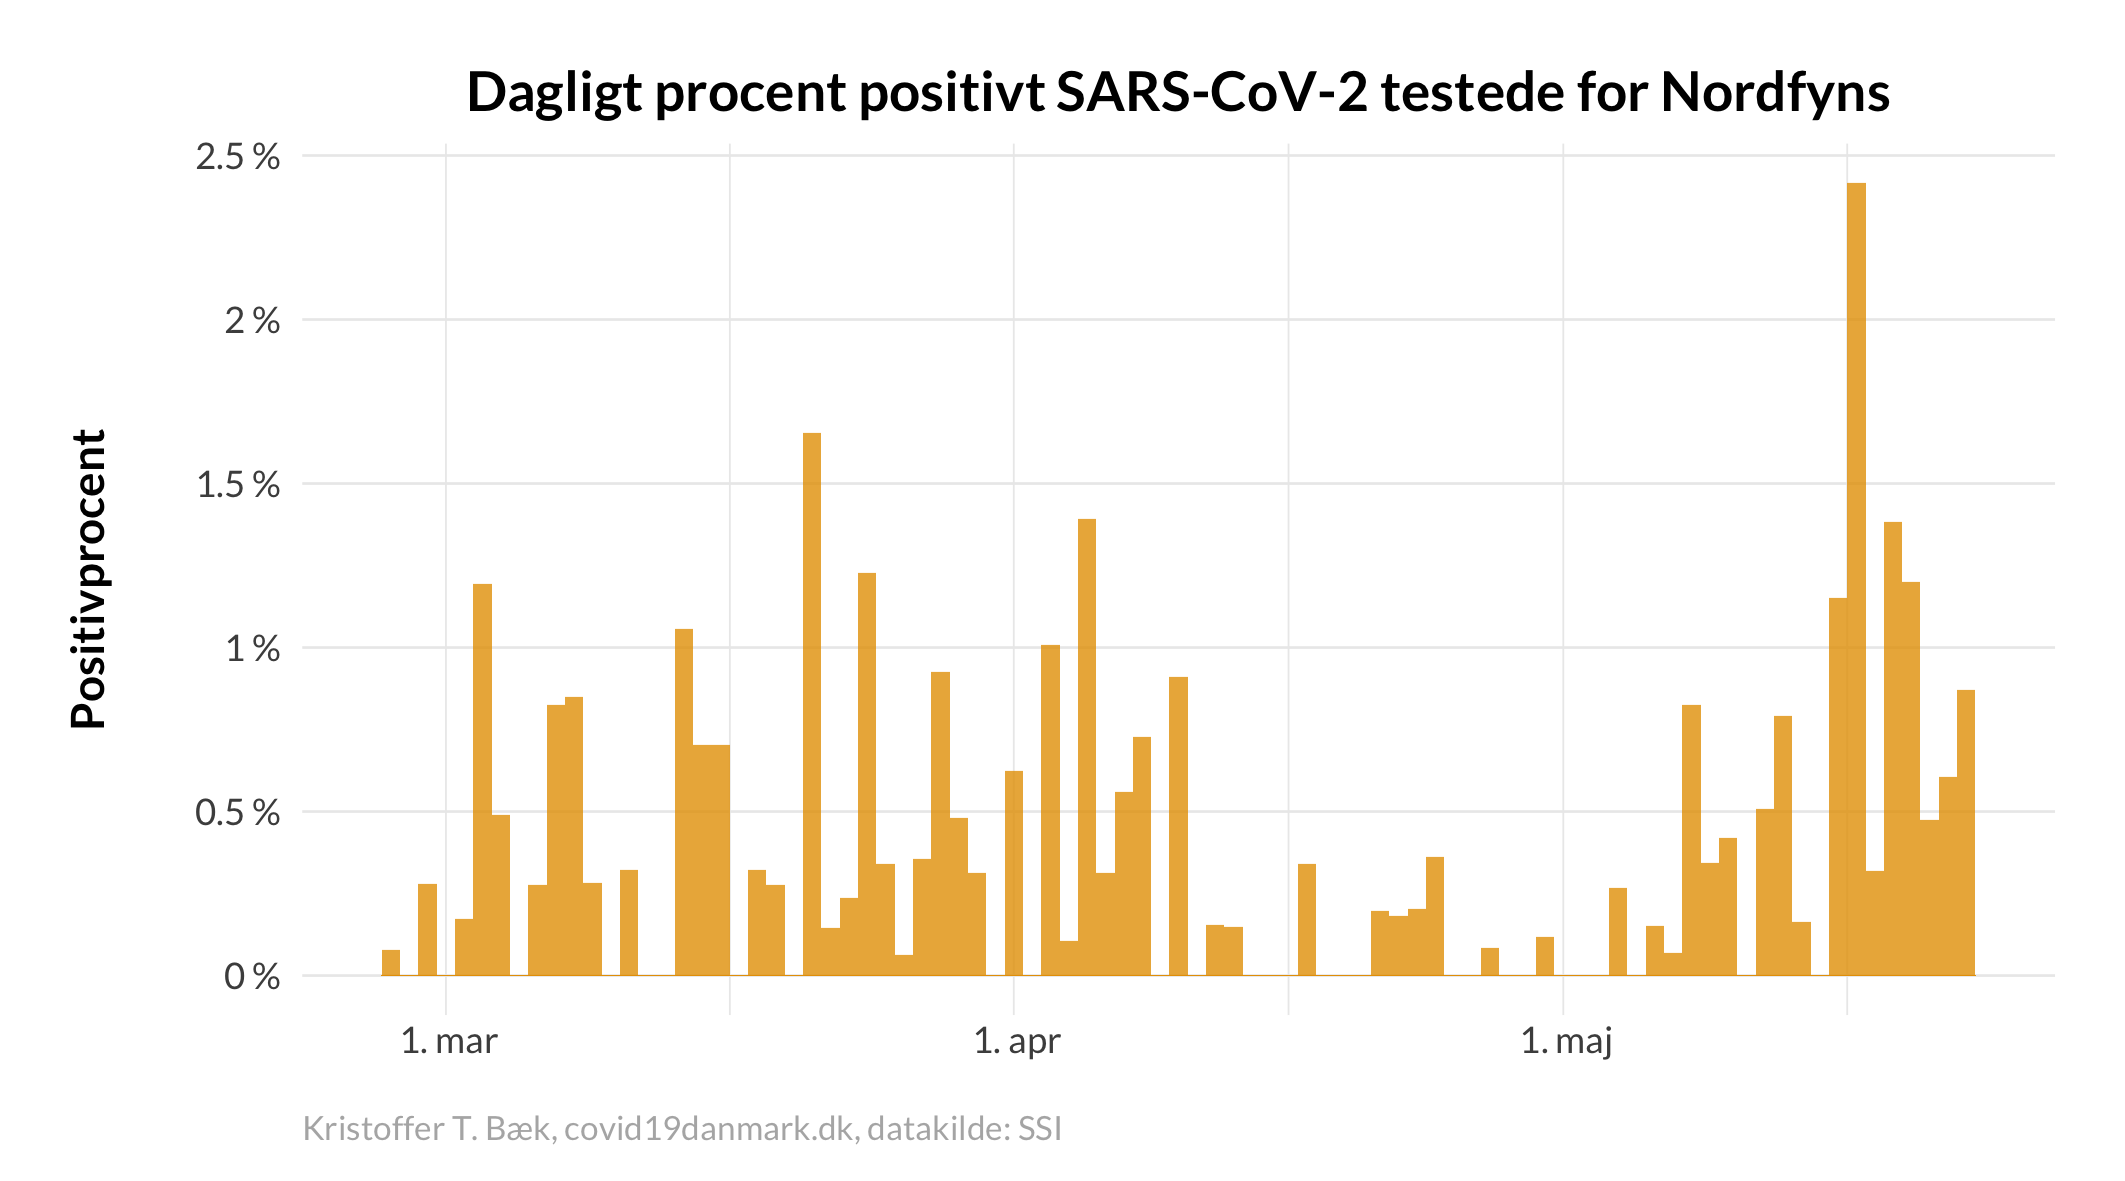 Dagligt procent positivt SARS-CoV-2 testede for Nordfyns
Positivprocent
2.5 %
2 %
1.5 %
1 %
0.5 %
0 %
1. mar
1. apr
1. maj
Kristoffer T. Bæk, covid19danmark.dk, datakilde: SSI